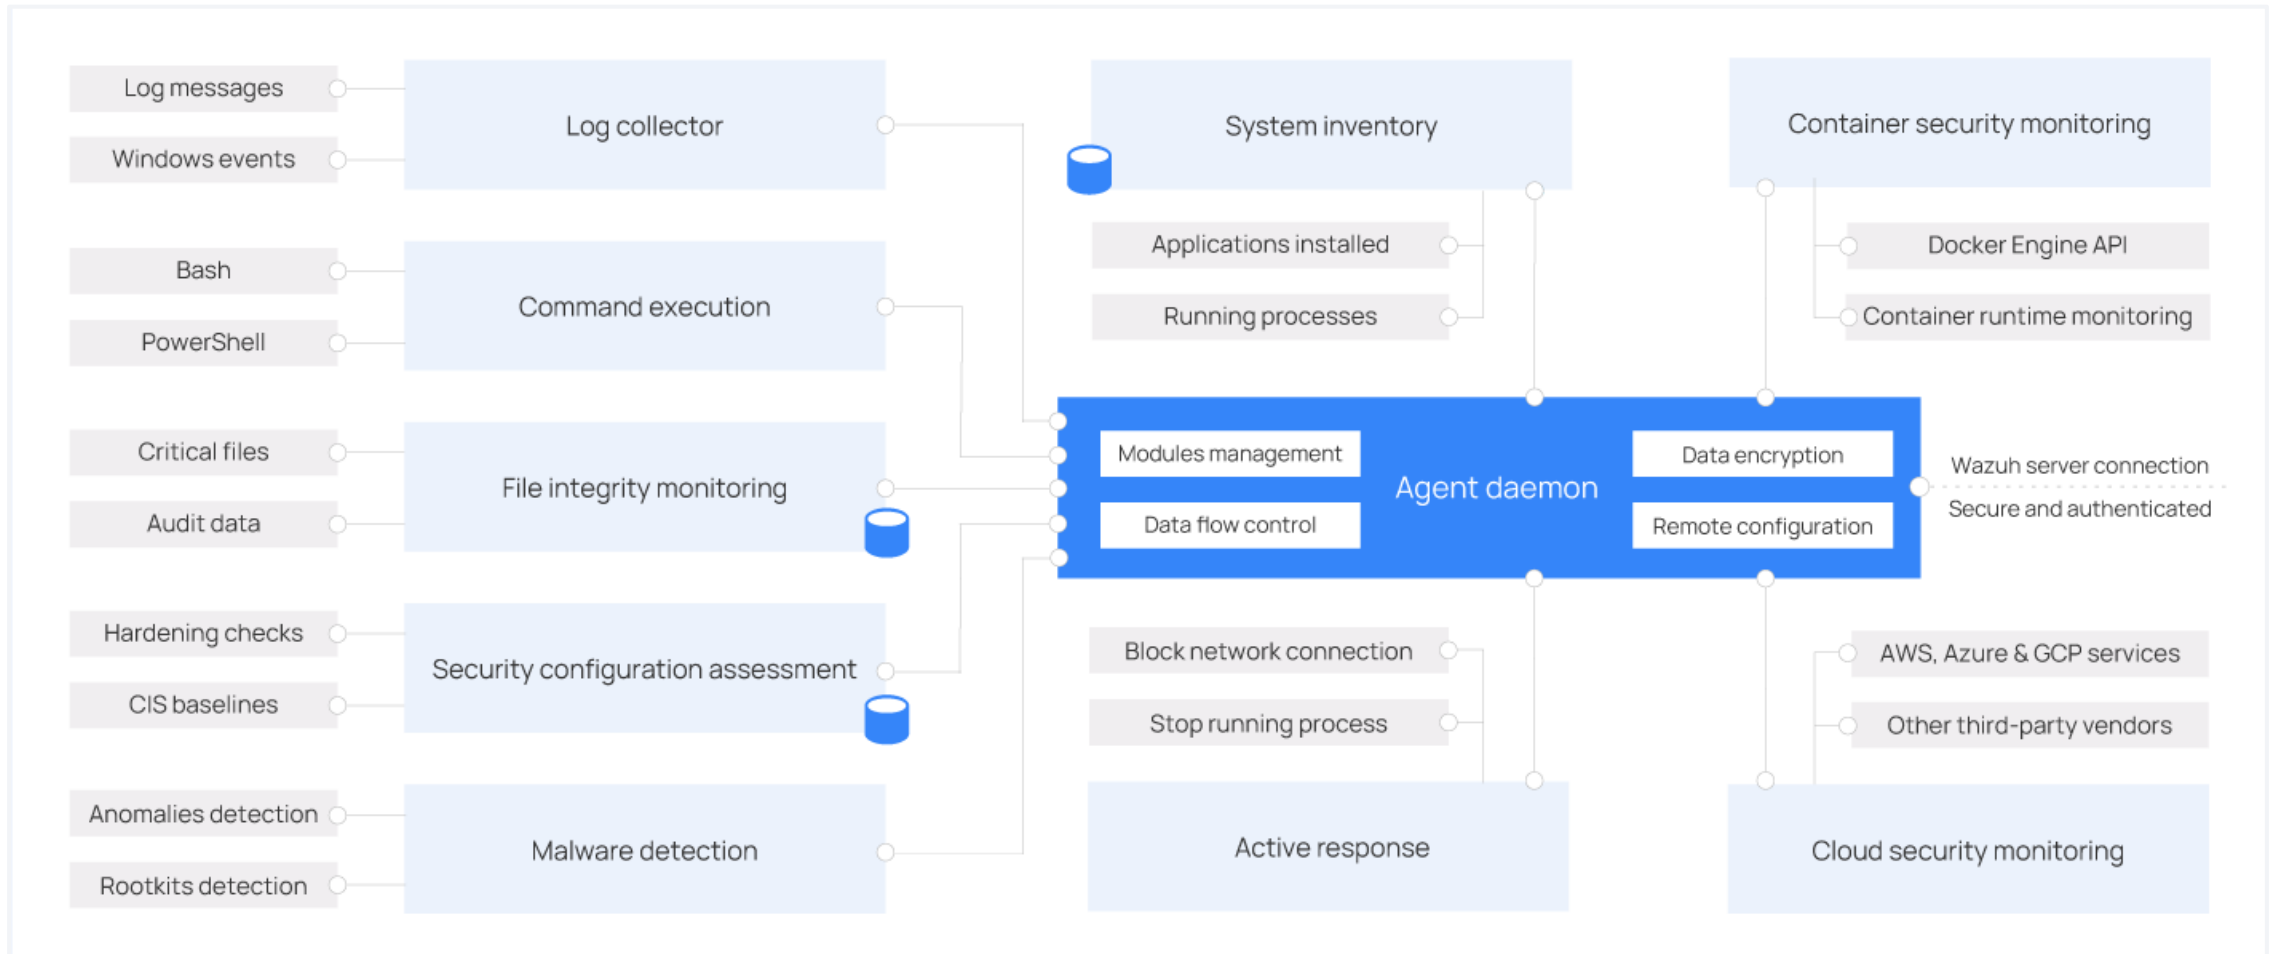 Log messages
Windows events
Log collector
Bash
PowerShell
Command execution
Critical files
Audit data
File integrity monitoring
Hardening checks
CIS baselines
Security configuration assessment
Anomalies detection
Rootkits detection
Malware detection
System inventory
Applications installed
Running processes
Container security monitoring
Docker Engine API
Container runtime monitoring
Modules management
Data flow control
Agent daemon
Data encryption
Remote configuration
Wazuh server connection
Secure and authenticated
Block network connection
Stop running process
Active response
AWS, Azure & GCP services
Other third-party vendors
Cloud security monitoring